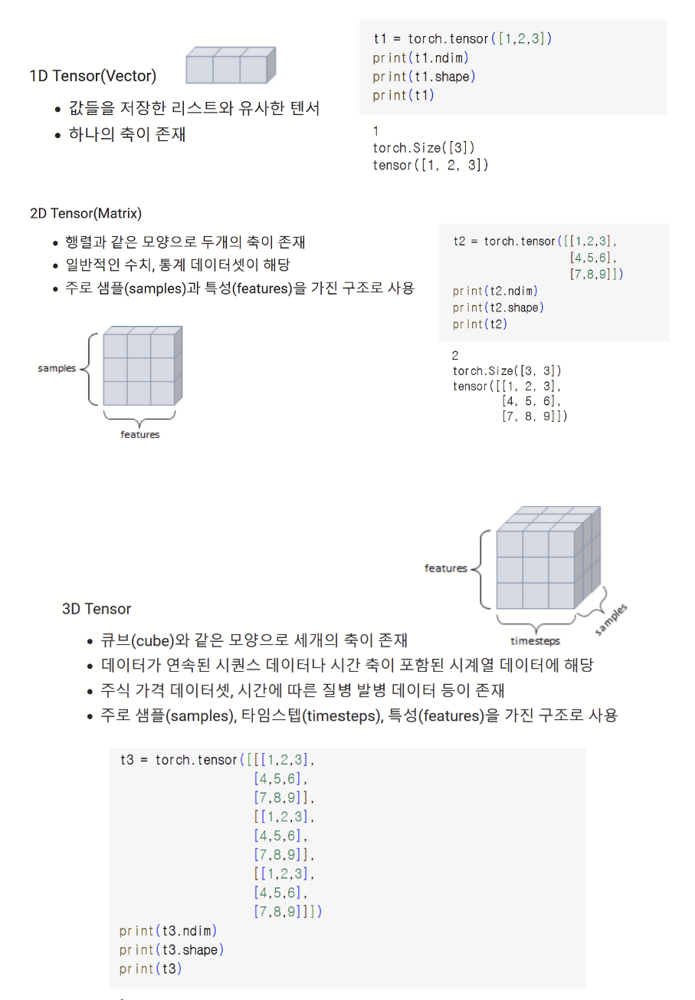 1D Tensor(Vector)
• 값들을 저장한 리스트와 유사한 텐서
• 하나의 축이 존재
t1 = torch.tensor([1,2,3])
print(t1.ndim)
print(t1.shape)
print(t1)
1
torch.Size([3])
tensor([1, 2, 3])
2D Tensor(Matrix)
• 행렬과 같은 모양으로 두개의 축이 존재
• 일반적인 수치, 통계 데이터셋이 해당
• 주로 샘플(samples)과 특성(features)을 가진 구조로 사용
samples
features
t2 = torch.tensor([[1,2,3],
[4,5,6],
[7,8,9]])
print(t2.ndim)
print(t2.shape)
print(t2)
2
torch.Size([3, 3])
tensor([[1, 2, 3],
[4, 5, 6],
[7, 8, 9]])
features
timesteps
samples
3D Tensor
• 큐브(cube)와 같은 모양으로 세개의 축이 존재
• 데이터가 연속된 시퀀스 데이터나 시간 축이 포함된 시계열 데이터에 해당
• 주식 가격 데이터셋, 시간에 따른 질병 발병 데이터 등이 존재
• 주로 샘플(samples), 타임스텝(timesteps), 특성(features)을 가진 구조로 사용
t3 = torch.tensor([[[1,2,3],
[4,5,6],
[7,8,9]],
[[1,2,3],
[4,5,6],
[7,8,9]],
[[1,2,3],
[4,5,6],
[7,8,9]]])
print(t3.ndim)
print(t3.shape)
print(t3)